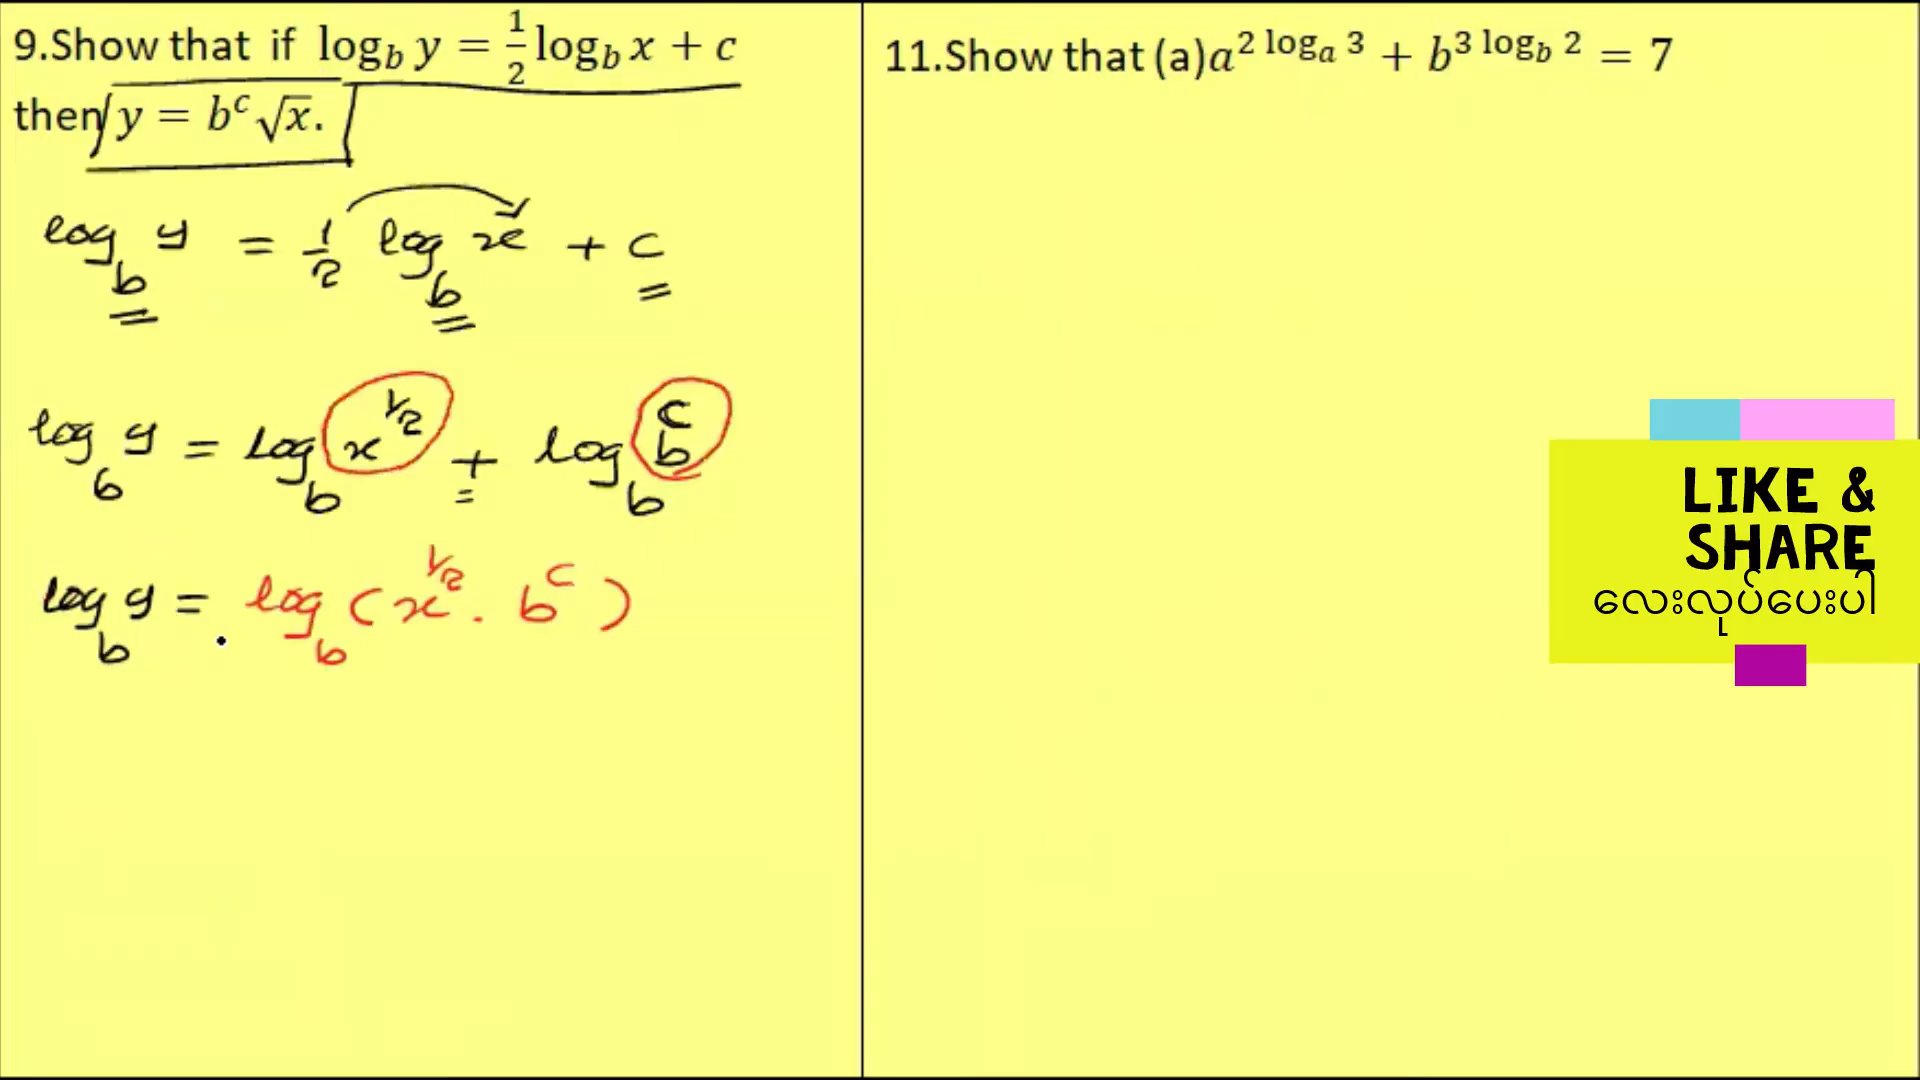 9.Show that if log_b y = 1/2 log_b x + c
then y = b^c √x.
log_b y = 1/2 log_b x + c
log_b y = log_b x^1/2 + log_b b^c
log_b y = log_b (x^1/2 . b^c)
11.Show that (a)a^{2 log_a 3} + b^{3 log_b 2} = 7
LIKE &
SHARE
လေးလုပ်ပေးပါ